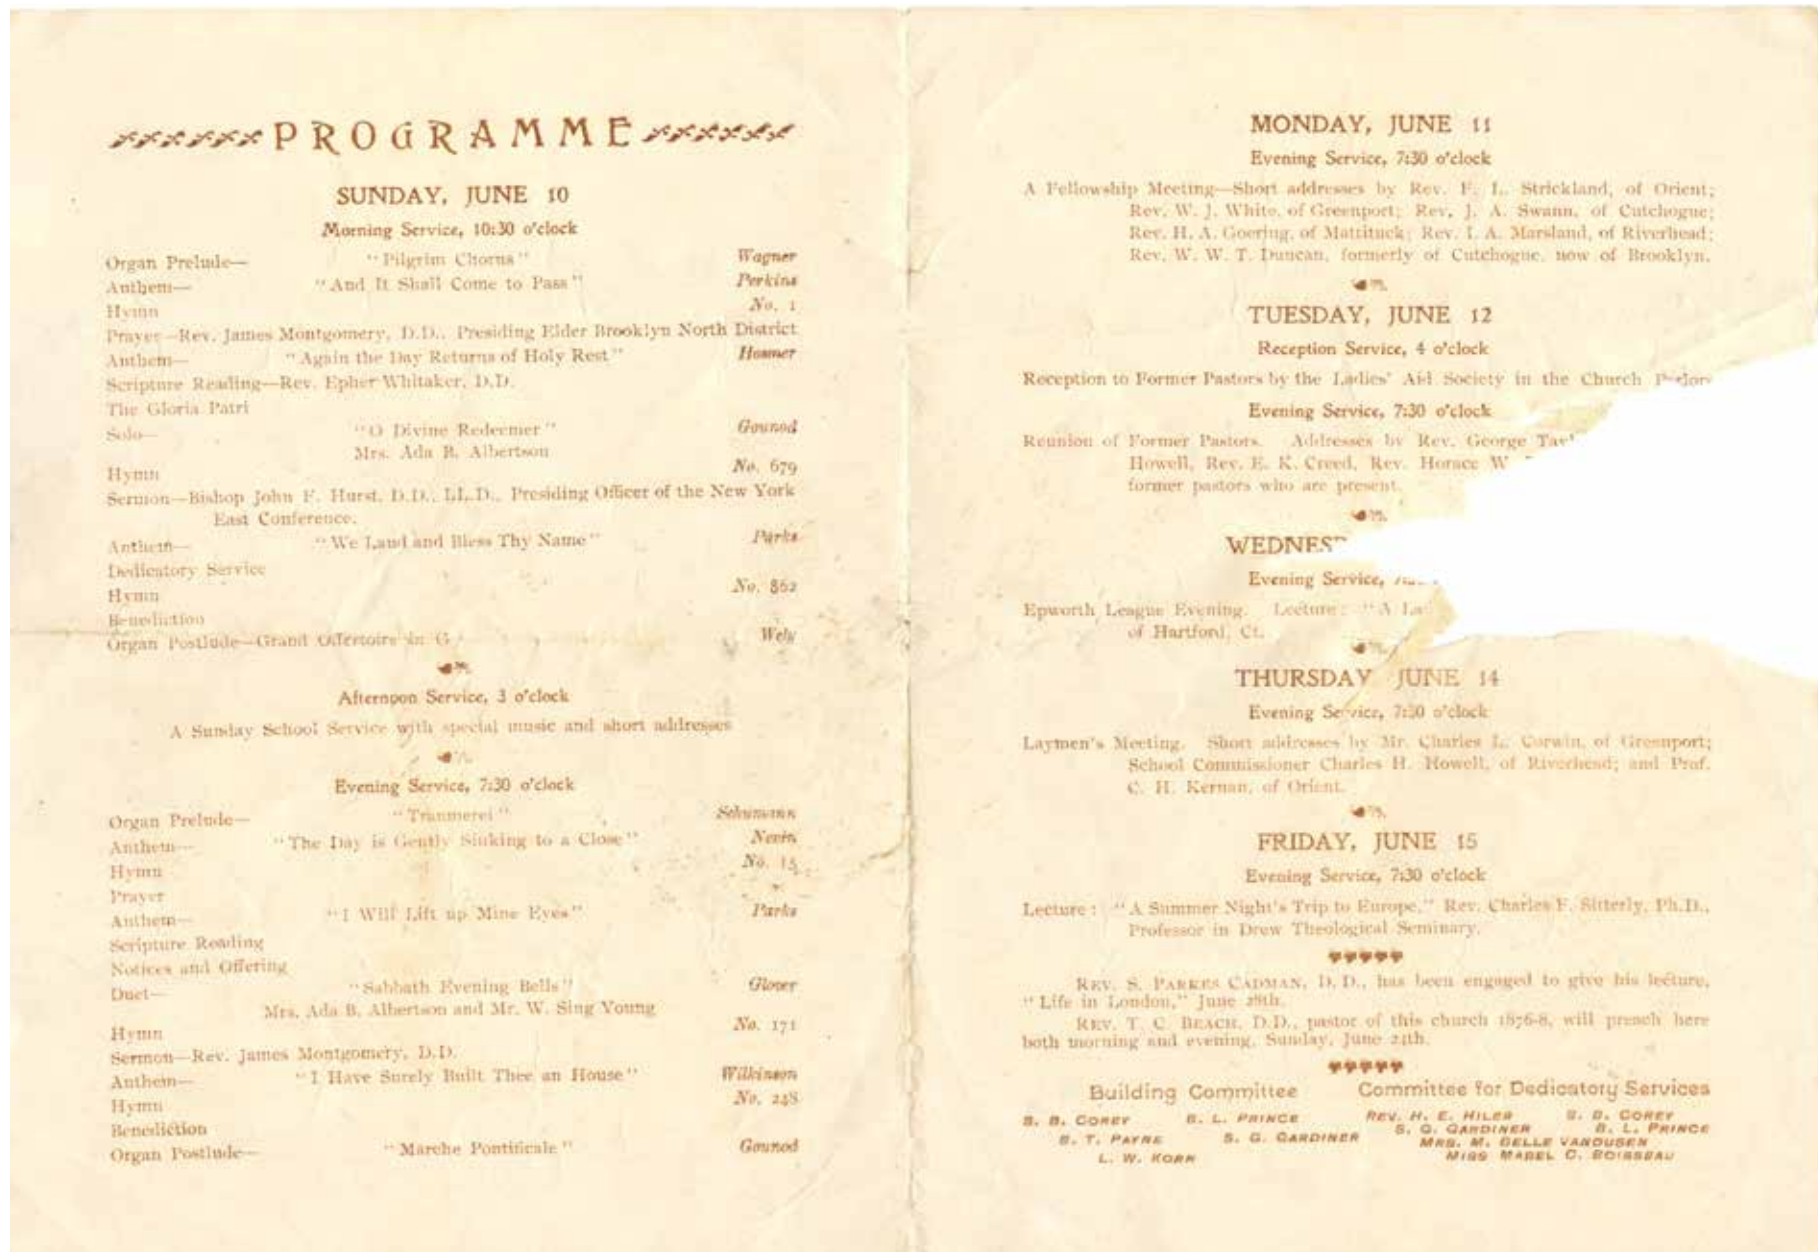 PROGRAMME
SUNDAY, JUNE 10
Morning Service, 10:30 o'clock
Organ Prelude— "Pilgrim Chorus" Wagner
Anthem— "And It Shall Come to Pass" Perkins
Hymn No. 1
Prayer—Rev. James Montgomery, D.D., Presiding Elder Brooklyn North District
Anthem— "Again the Day Returns of Holy Rest" Hosmer
Scripture Reading—Rev. Epher Whitaker, D.D.
The Gloria Patri
Solo— "O Divine Redeemer" Gounod
Mrs. Ada B. Albertson
Hymn No. 679
Sermon—Bishop John F. Hurst, D.D., LL.D., Presiding Officer of the New York
East Conference.
Anthem— "We Laud and Bless Thy Name" Parks
Dedicatory Service
Hymn No. 862
Benediction
Organ Postlude—Grand Offertoire in G Wely
Afternoon Service, 3 o'clock
A Sunday School Service with special music and short addresses
Evening Service, 7:30 o'clock
Organ Prelude— "Traumerei" Schumann
Anthem— "The Day is Gently Sinking to a Close" Nevin
Hymn No. 15
Prayer
Anthem— "I Will Lift up Mine Eyes" Parks
Scripture Reading
Notices and Offering
Duet— "Sabbath Evening Bells" Glover
Mrs. Ada B. Albertson and Mr. W. Sing Young
Hymn No. 171
Sermon—Rev. James Montgomery, D.D.
Anthem— "I Have Surely Built Thee an House" Wilkinson
Hymn No. 248
Benediction
Organ Postlude— "Marche Pontificale" Gounod
MONDAY, JUNE 11
Evening Service, 7:30 o'clock
A Fellowship Meeting—Short addresses by Rev. F. L. Strickland, of Orient;
Rev. W. J. White, of Greenport; Rev. J. A. Swann, of Cutchogue;
Rev. H. A. Goering, of Mattituck; Rev. I. A. Marsland, of Riverhead;
Rev. W. W. T. Duncan, formerly of Cutchogue, now of Brooklyn.
TUESDAY, JUNE 12
Reception Service, 4 o'clock
Reception to Former Pastors by the Ladies' Aid Society in the Church
Evening Service, 7:30 o'clock
Reunion of Former Pastors. Addresses by Rev. George
Howell, Rev. E. K. Creed, Rev. Horace W.
former pastors who are present.
WEDNES
Evening Service,
Epworth League Evening. Lecture: "A
of Hartford, Ct.
THURSDAY JUNE 14
Evening Service, 7:30 o'clock
Laymen's Meeting. Short addresses by Mr. Charles L. Corwin, of Greenport;
School Commissioner Charles H. Howell, of Riverhead; and Prof.
C. H. Kernan, of Orient.
FRIDAY, JUNE 15
Evening Service, 7:30 o'clock
Lecture: "A Summer Night's Trip to Europe," Rev. Charles F. Sitterly, Ph.D.,
Professor in Drew Theological Seminary.
REV. S. PARKES CADMAN, D.D., has been engaged to give his lecture,
"Life in London," June 28th.
REV. T. C. BEACH, D.D., pastor of this church 1876-8, will preach here
both morning and evening, Sunday, June 24th.
Building Committee
S. B. COREY B. L. PRINCE
B. T. PAYNE S. G. GARDINER
L. W. KORN
Committee for Dedicatory Services
REV. H. E. HILER S. B. COREY
S. G. GARDINER B. L. PRINCE
MRS. M. BELLE VANDUSEN
MISS MABEL C. BOISSEAU